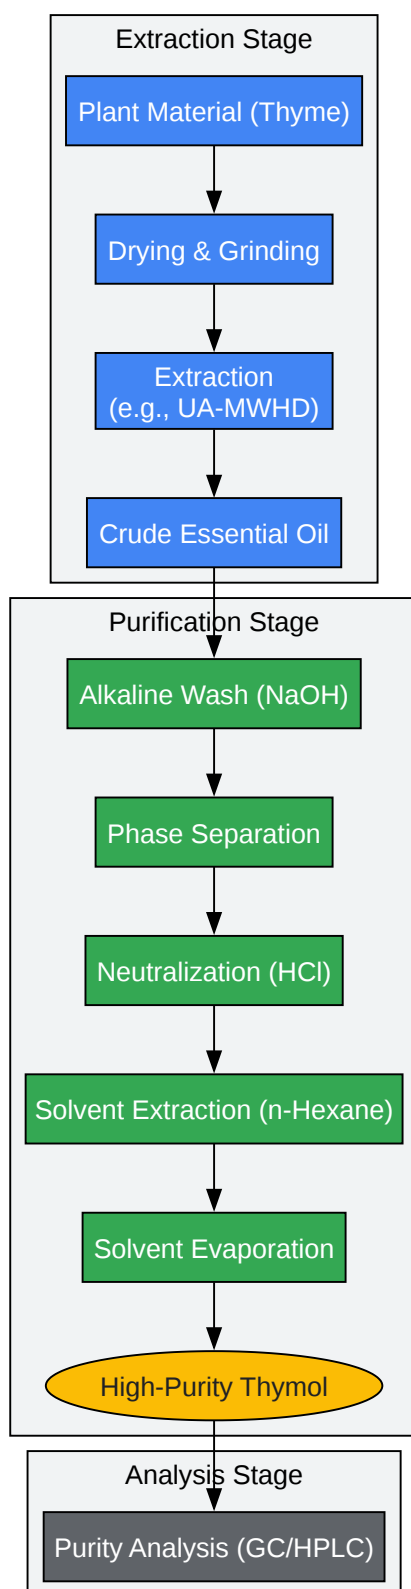 Extraction Stage
Plant Material (Thyme)
Drying & Grinding
Extraction
(e.g., UA-MWHD)
Crude Essential Oil
Purification Stage
Alkaline Wash (NaOH)
Phase Separation
Neutralization (HCl)
Solvent Extraction (n-Hexane)
Solvent Evaporation
High-Purity Thymol
Analysis Stage
Purity Analysis (GC/HPLC)